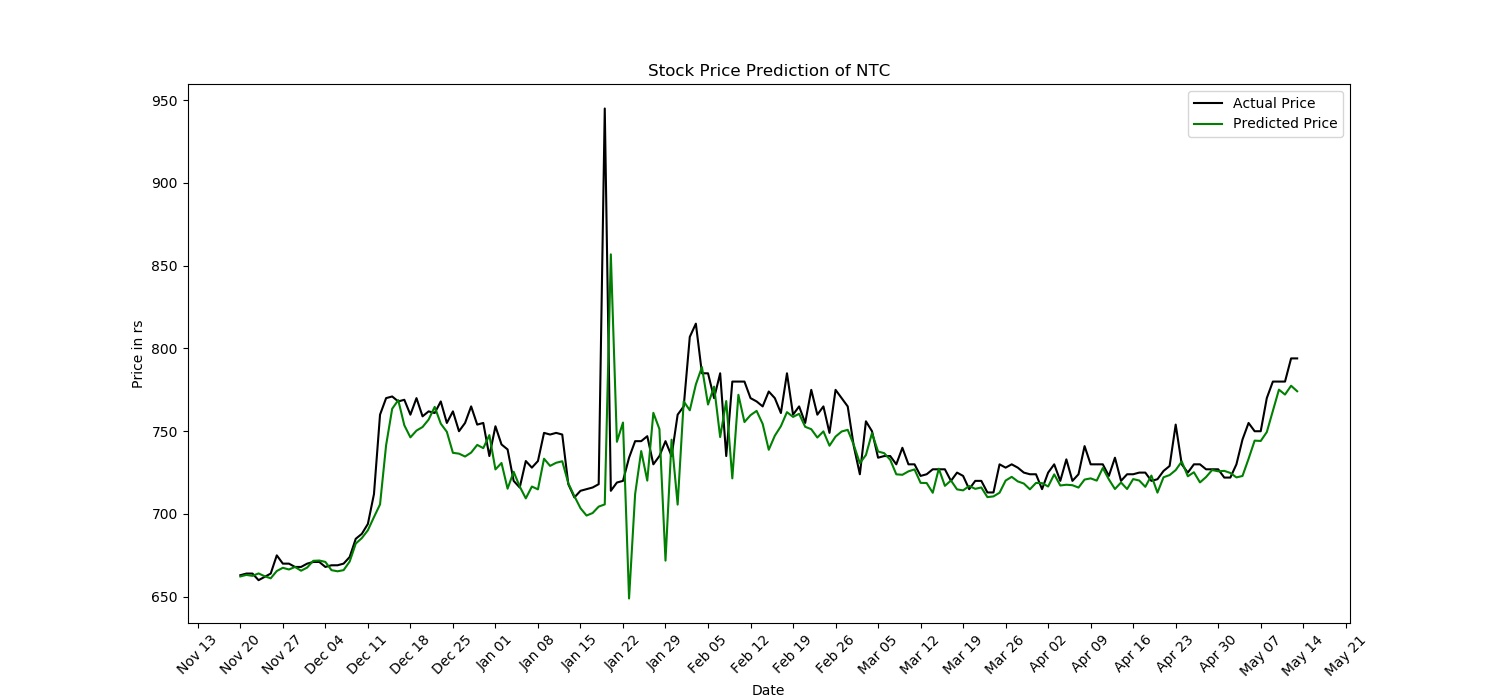 Stock Price Prediction of NTC
Actual Price
Predicted Price
950
900
850
800
750
700
650
Price in rs
Nov 13
Nov 20
Nov 27
Dec 04
Dec 11
Dec 18
Dec 25
Jan 01
Jan 08
Jan 15
Jan 22
Jan 29
Feb 05
Feb 12
Feb 19
Feb 26
Mar 05
Mar 12
Mar 19
Mar 26
Apr 02
Apr 09
Apr 16
Apr 23
Apr 30
May 07
May 14
May 21
Date